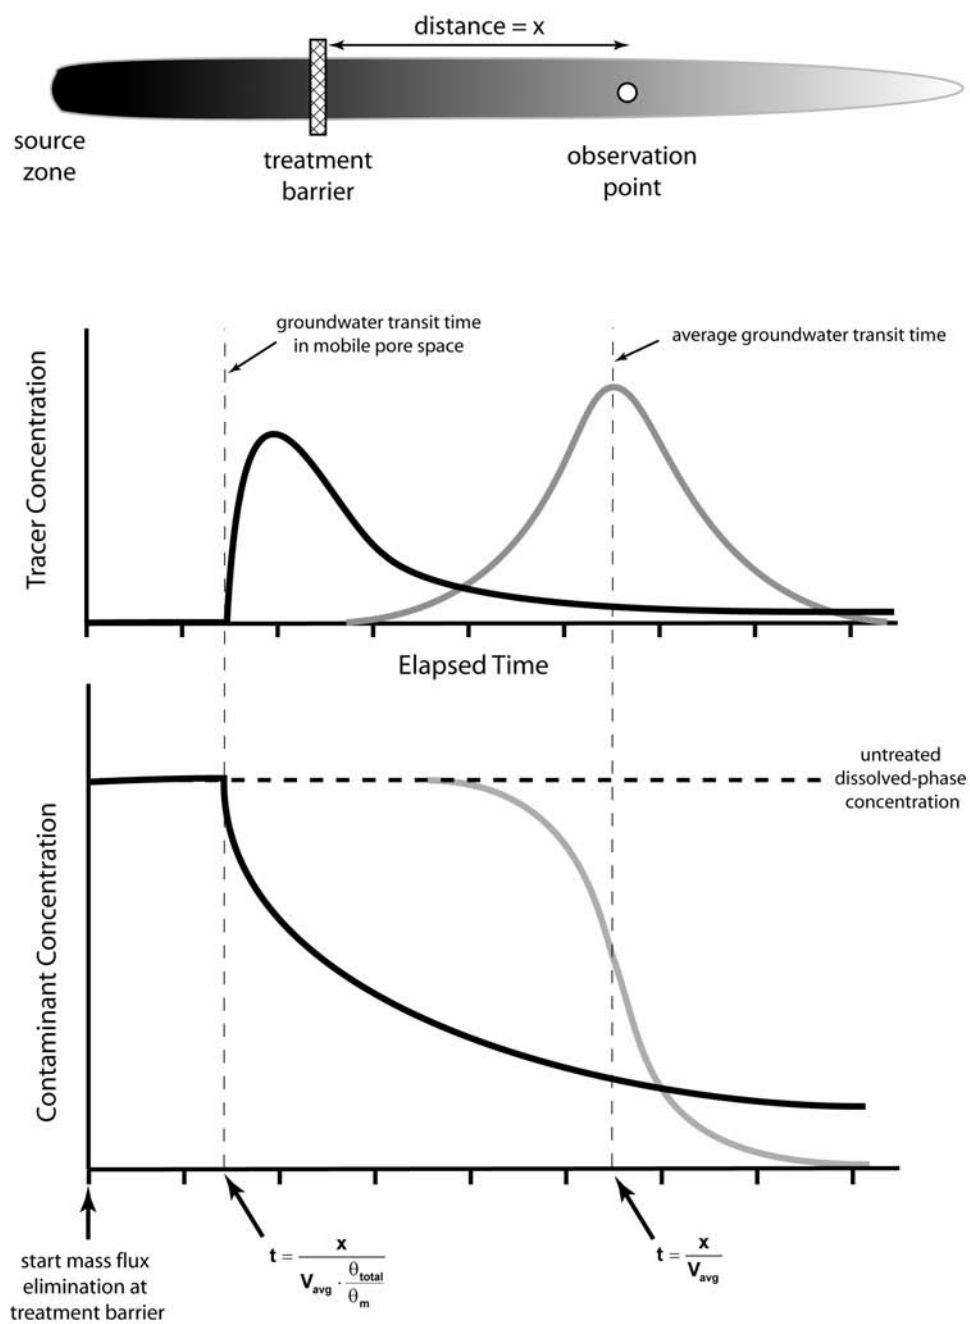 distance = x
source
zone
treatment
barrier
observation
point
groundwater transit time
in mobile pore space
average groundwater transit time
Tracer Concentration
Elapsed Time
untreated
dissolved-phase
concentration
Contaminant Concentration
start mass flux
elimination at
treatment barrier
t = x / (V_avg · θ_total / θ_m)
t = x / V_avg